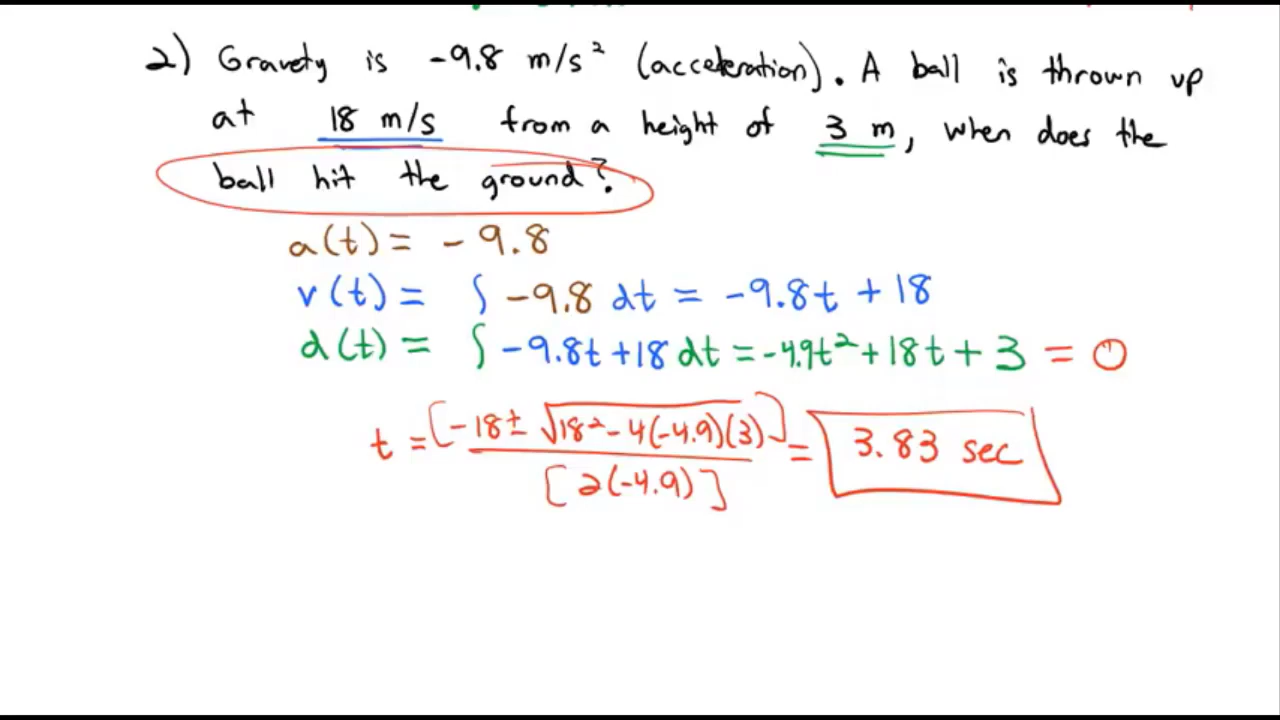 2) Gravety is -9.8 m/s² (acceleration). A ball is thrown up
at 18 m/s from a height of 3 m, when does the
ball hit the ground?
a(t) = -9.8
v(t) = ∫ -9.8 dt = -9.8t + 18
d(t) = ∫ -9.8t + 18 dt = -4.9t² + 18t + 3 = 0
t = [-18 ± √18² - 4(-4.9)(3)] / [2(-4.9)] = 3.83 sec